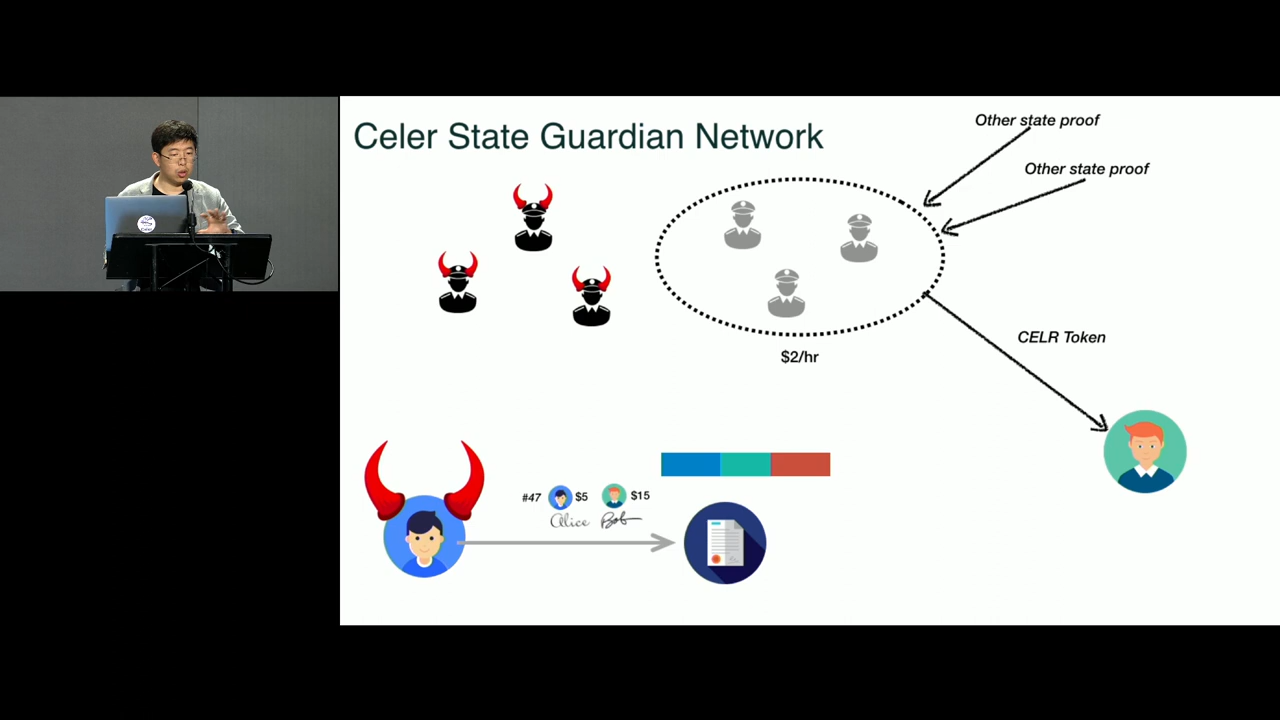 Celer State Guardian Network
Other state proof
Other state proof
$2/hr
CELR Token
#47 $5 $15
Alice Bob